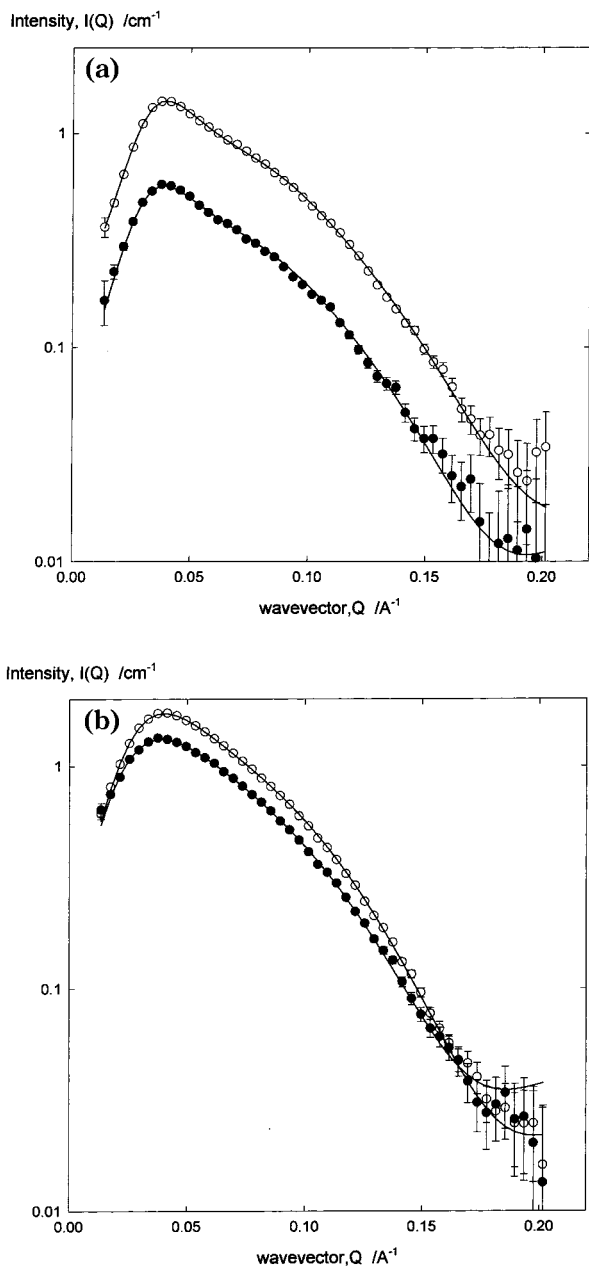 Intensity, I(Q) /cm-1
(a)
1
0.1
0.01
0.00 0.05 0.10 0.15 0.20
wavevector,Q /A-1
Intensity, I(Q) /cm-1
(b)
1
0.1
0.01
0.00 0.05 0.10 0.15 0.20
wavevector,Q /A-1